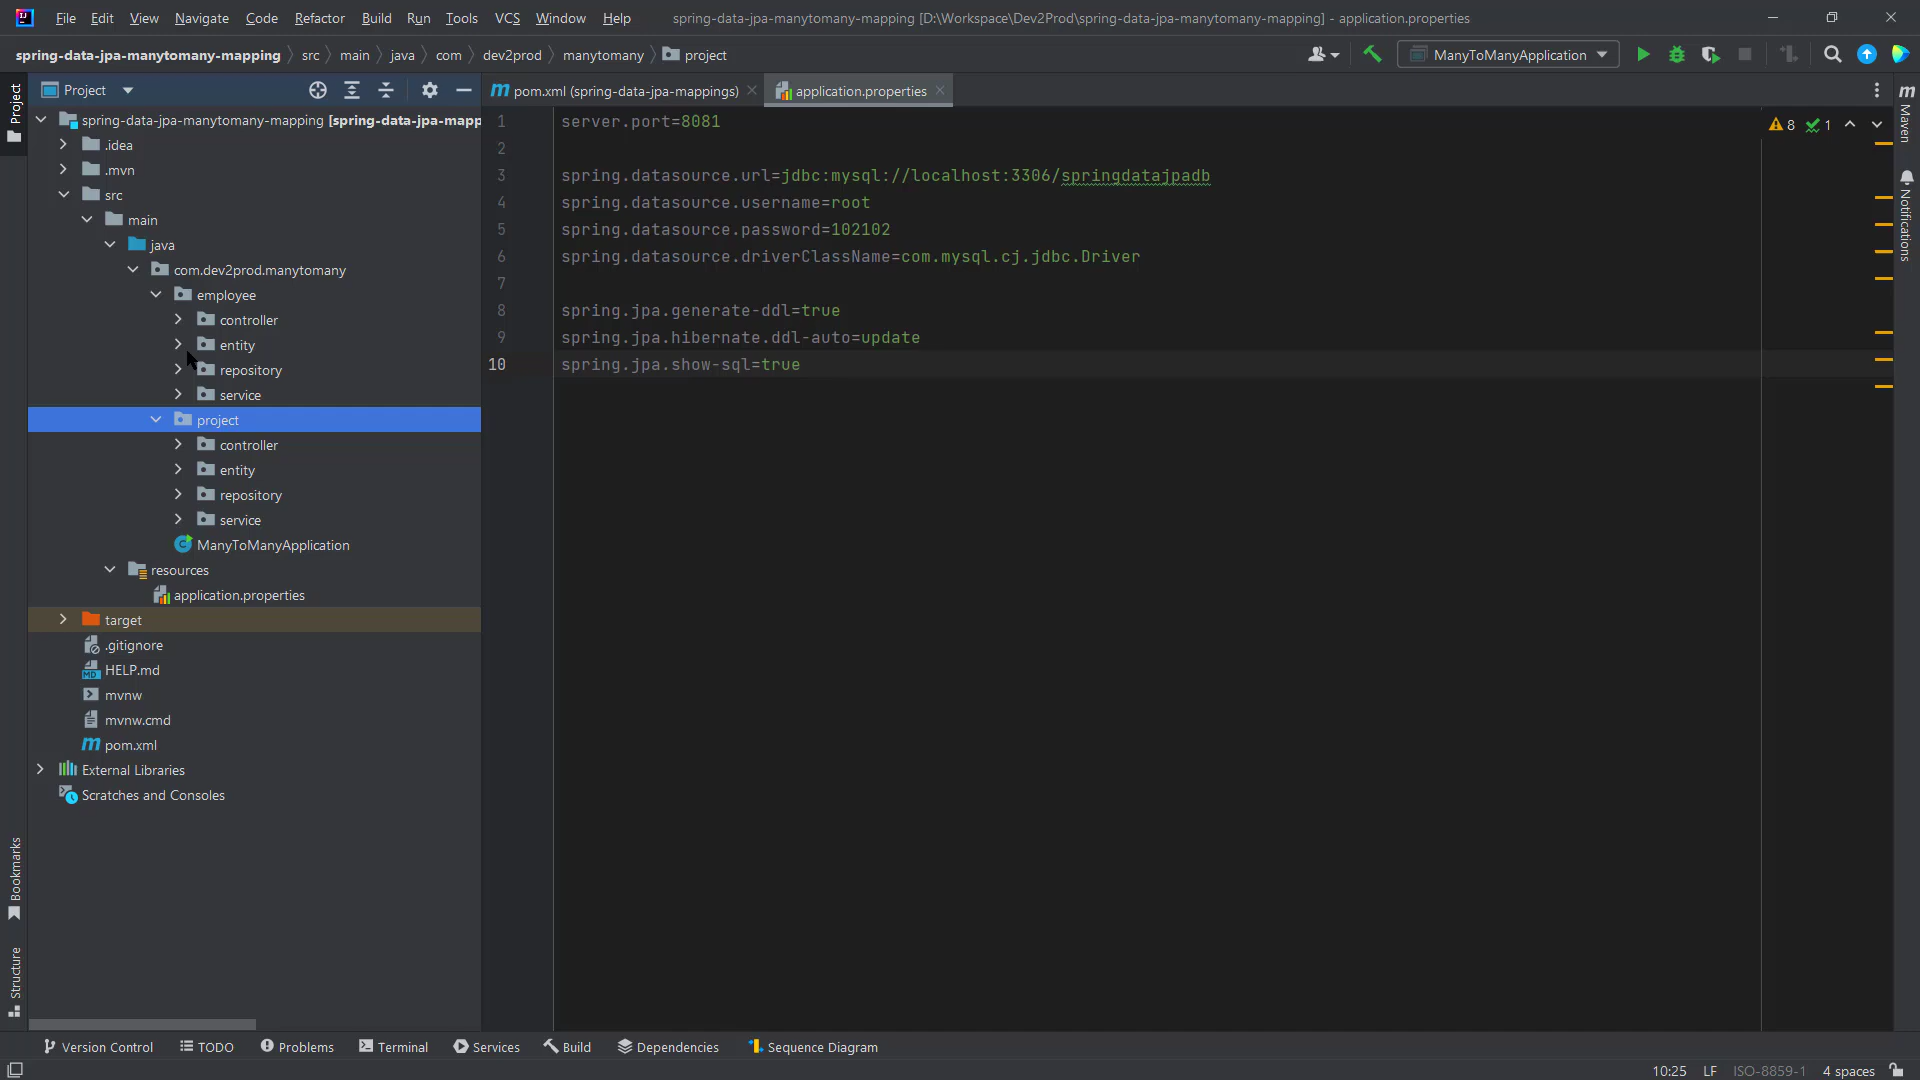 File Edit View Navigate Code Refactor Build Run Tools VCS Window Help spring-data-jpa-manytomany-mapping [D:\Workspace\Dev2Prod\spring-data-jpa-manytomany-mapping] - application.properties
spring-data-jpa-manytomany-mapping src main java com dev2prod manytomany project ManyToManyApplication
Project
Project
pom.xml (spring-data-jpa-mappings)
application.properties
spring-data-jpa-manytomany-mapping [spring-data-jpa-mapp
.idea
.mvn
src
main
java
com.dev2prod.manytomany
employee
controller
entity
repository
service
project
controller
entity
repository
service
ManyToManyApplication
resources
application.properties
target
.gitignore
HELP.md
mvnw
mvnw.cmd
pom.xml
External Libraries
Scratches and Consoles
1 server.port=8081
2
3 spring.datasource.url=jdbc:mysql://localhost:3306/springdatajpadb
4 spring.datasource.username=root
5 spring.datasource.password=102102
6 spring.datasource.driverClassName=com.mysql.cj.jdbc.Driver
7
8 spring.jpa.generate-ddl=true
9 spring.jpa.hibernate.ddl-auto=update
10 spring.jpa.show-sql=true
8 1
Maven
Notifications
Bookmarks
Structure
Version Control TODO Problems Terminal Services Build Dependencies Sequence Diagram
10:25 LF ISO-8859-1 4 spaces